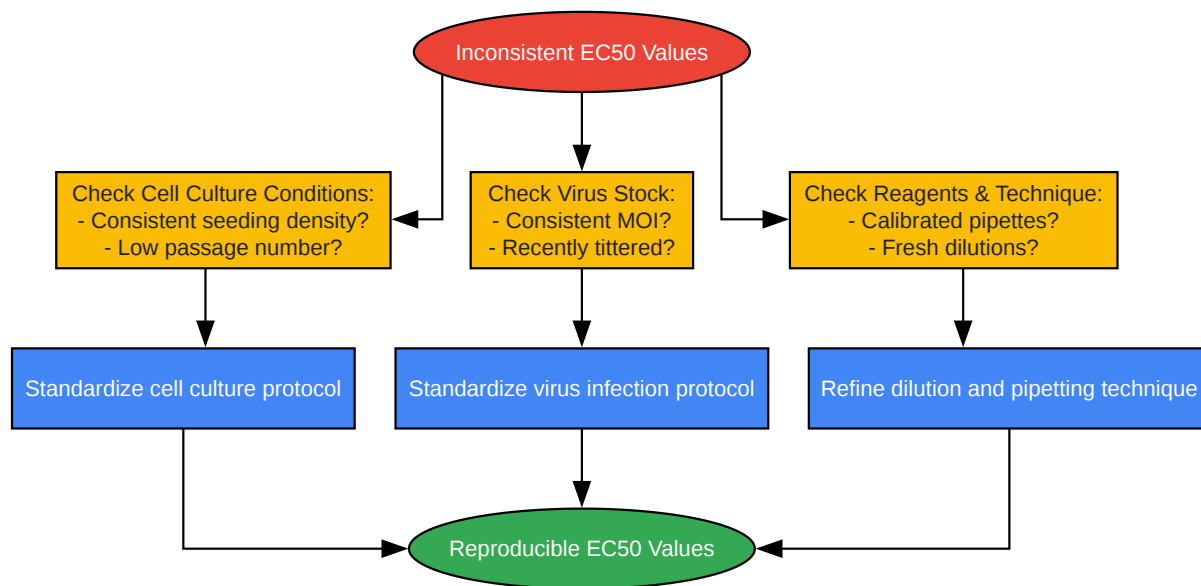 Inconsistent EC50 Values
Check Cell Culture Conditions:
- Consistent seeding density?
- Low passage number?
Check Virus Stock:
- Consistent MOI?
- Recently tittered?
Check Reagents & Technique:
- Calibrated pipettes?
- Fresh dilutions?
Standardize cell culture protocol
Standardize virus infection protocol
Refine dilution and pipetting technique
Reproducible EC50 Values